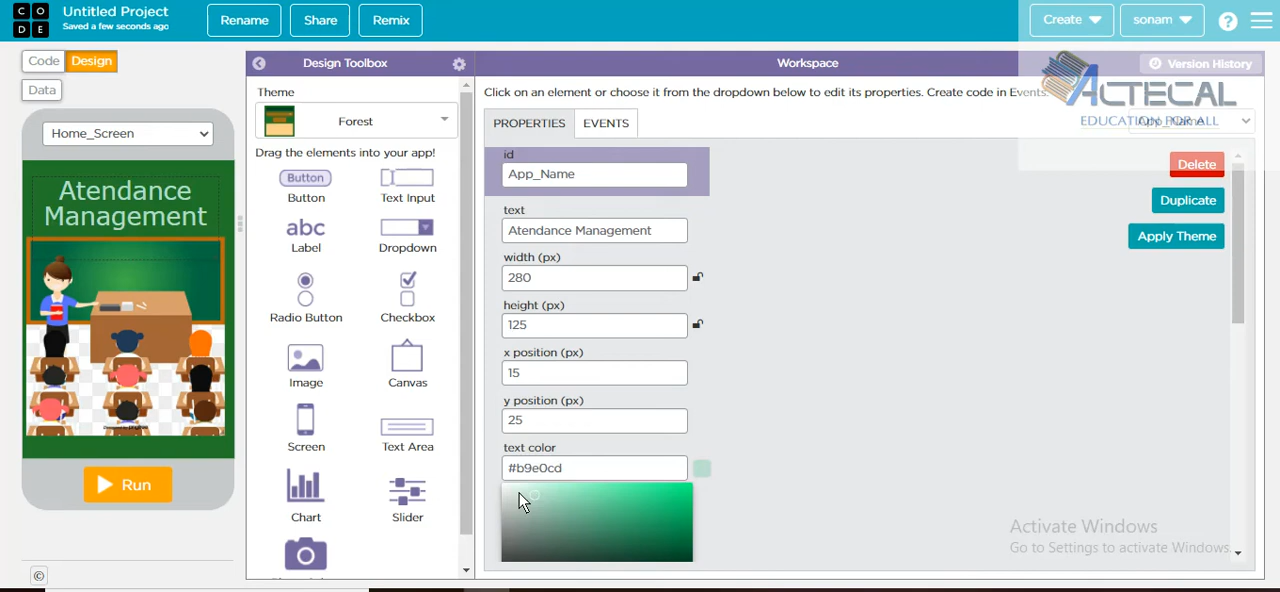 C O
D E
Untitled Project
Saved a few seconds ago
Rename
Share
Remix
Create
sonam
?
Code
Design
Data
Home_Screen
Atendance
Management
Run
©
Design Toolbox
Theme
Forest
Drag the elements into your app!
Button
Button
Text Input
abc
Label
Dropdown
Radio Button
Checkbox
Image
Canvas
Screen
Text Area
Chart
Slider
Workspace
Version History
Click on an element or choose it from the dropdown below to edit its properties. Create code in Events.
ACTECAL
EDUCATION FOR ALL
PROPERTIES
EVENTS
App_Name
id
App_Name
Delete
text
Atendance Management
Duplicate
width (px)
280
Apply Theme
height (px)
125
x position (px)
15
y position (px)
25
text color
#b9e0cd
Activate Windows
Go to Settings to activate Windows.